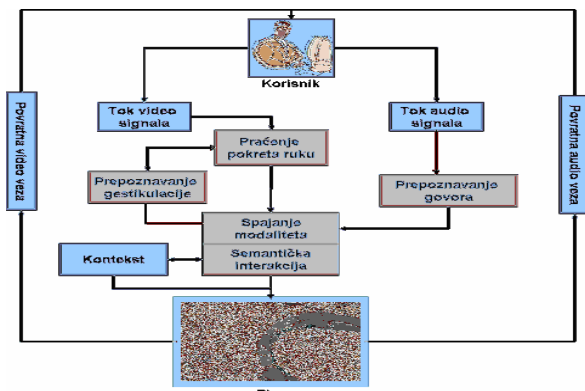 Korisnik
Tok video
signala
Tok audio
signala
Povratna video veza
Povratna audio veza
Praćenje
pokreta ruku
Prepoznavanje
gestikulacije
Prepoznavanje
govora
Spajanje
modaliteta
Kontekst
Semantička
interakcija